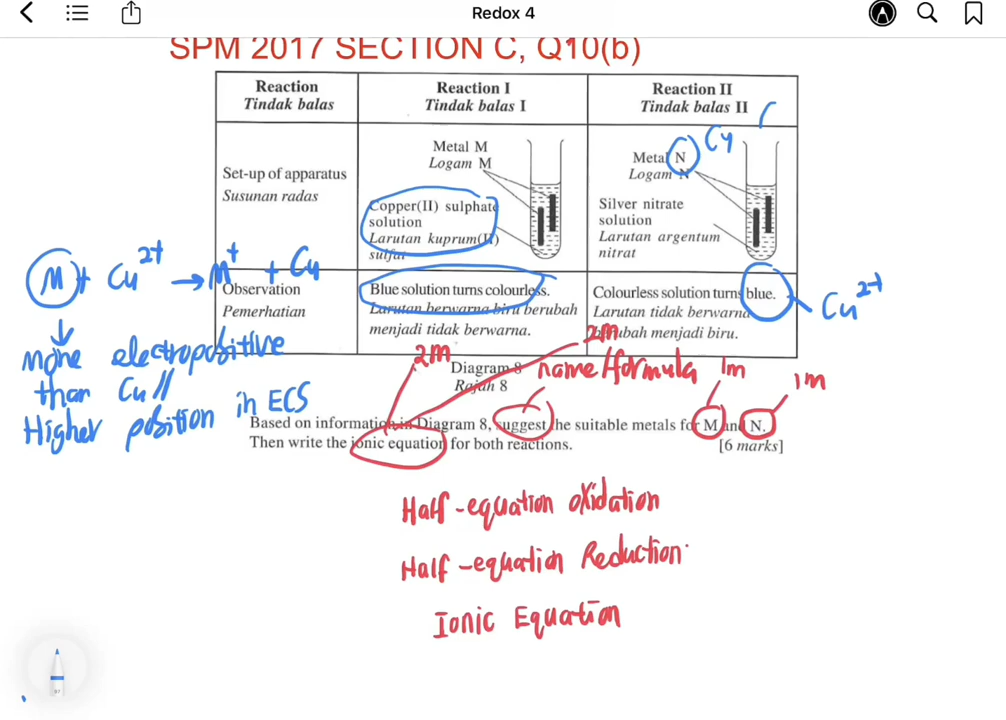 Redox 4
SPM 2017 SECTION C, Q10(b)
Reaction
Tindak balas
Reaction I
Tindak balas I
Reaction II
Tindak balas II
Set-up of apparatus
Susunan radas
Metal M
Logam M
Copper(II) sulphate
solution
Larutan kuprum(II)
sulfat
Metal N
Logam N
Cu
Silver nitrate
solution
Larutan argentum
nitrat
M + Cu2+ → M+ + Cu
Observation
Pemerhatian
Blue solution turns colourless.
Larutan berwarna biru berubah
menjadi tidak berwarna.
Colourless solution turns blue.
Larutan tidak berwarna
berubah menjadi biru.
Cu2+
More electropositive
than Cu//
Higher position in ECS
2m
2m
Diagram 8
Rajah 8
name/formula
1m
1m
Based on information in Diagram 8, suggest the suitable metals for M and N.
Then write the ionic equation for both reactions.
[6 marks]
Half-equation oxidation
Half-equation Reduction
Ionic Equation
97